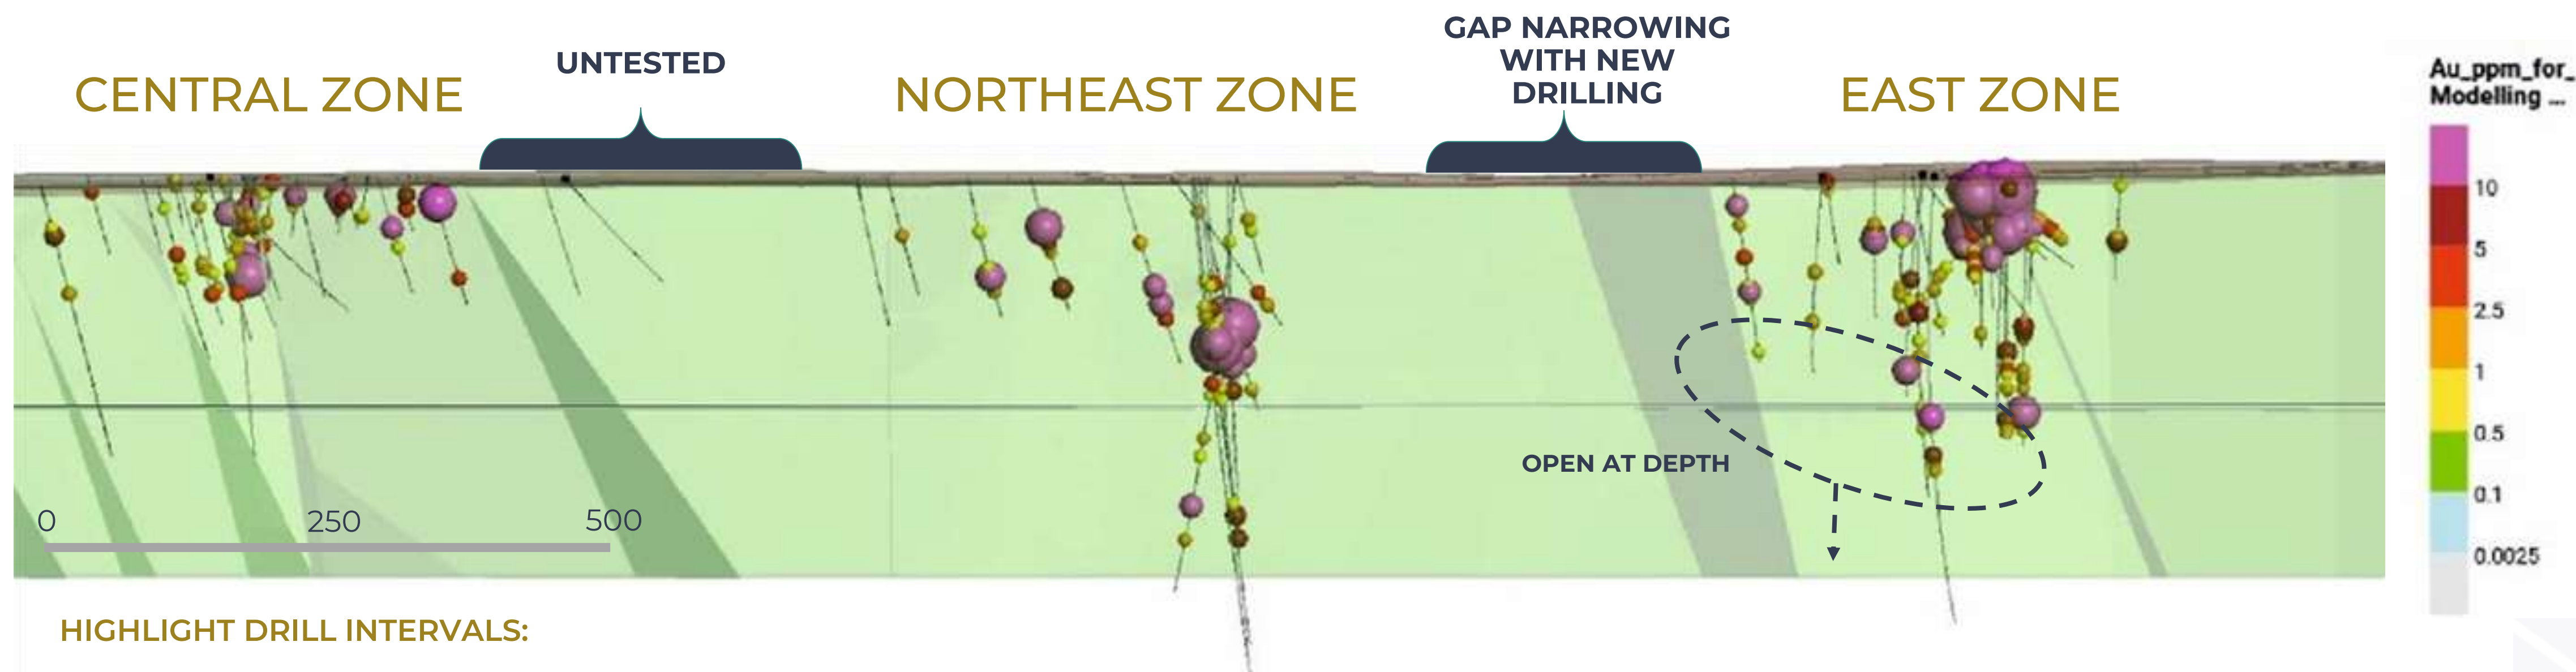 GAP NARROWING
WITH NEW
DRILLING
UNTESTED
CENTRAL ZONE
NORTHEAST ZONE
EAST ZONE
Au_ppm_for_
Modelling ...
10
5
2.5
1
0.5
0.1
0.0025
OPEN AT DEPTH
0 250 500
HIGHLIGHT DRILL INTERVALS: